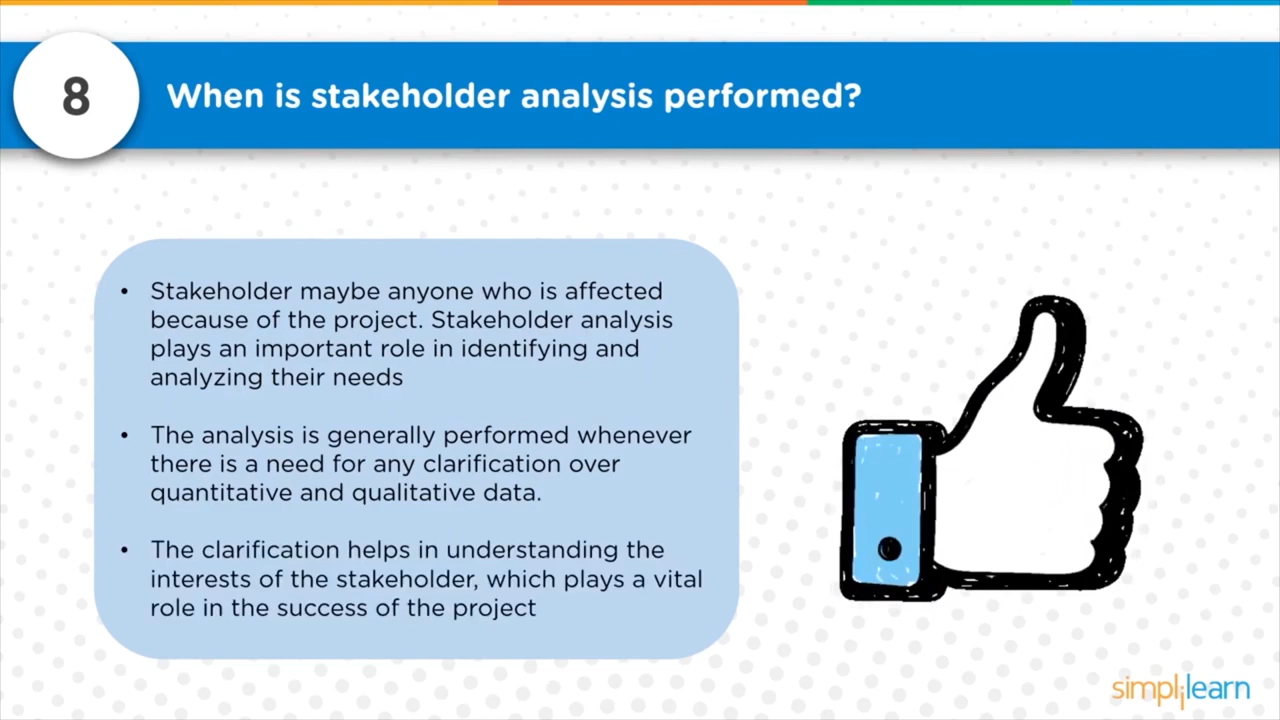 8
When is stakeholder analysis performed?
• Stakeholder maybe anyone who is affected
because of the project. Stakeholder analysis
plays an important role in identifying and
analyzing their needs
• The analysis is generally performed whenever
there is a need for any clarification over
quantitative and qualitative data.
• The clarification helps in understanding the
interests of the stakeholder, which plays a vital
role in the success of the project
simplilearn